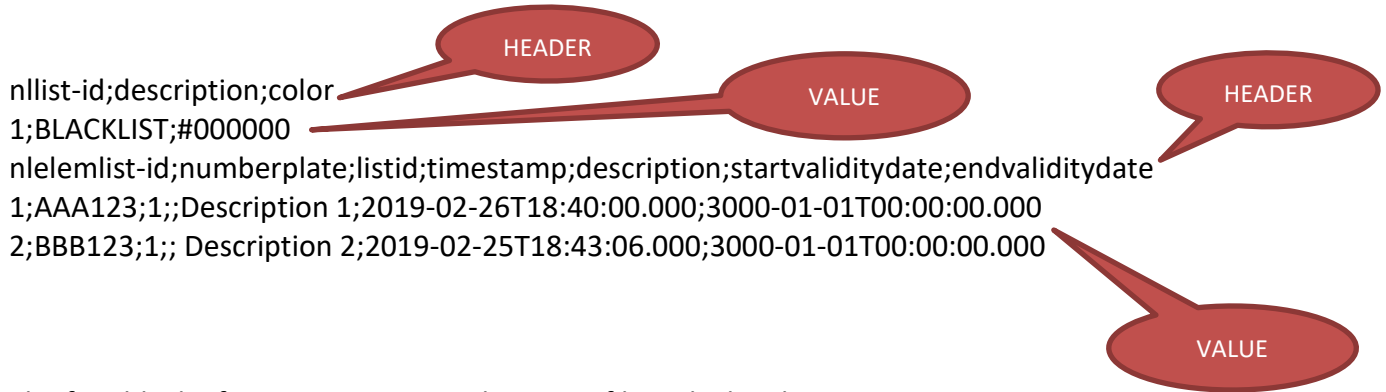 HEADER
nllist-id;description;color
VALUE
HEADER
1;BLACKLIST;#000000
nlelemlist-id;numberplate;listid;timestamp;description;startvaliditydate;endvaliditydate
1;AAA123;1;;Description 1;2019-02-26T18:40:00.000;3000-01-01T00:00:00.000
2;BBB123;1;; Description 2;2019-02-25T18:43:06.000;3000-01-01T00:00:00.000
VALUE